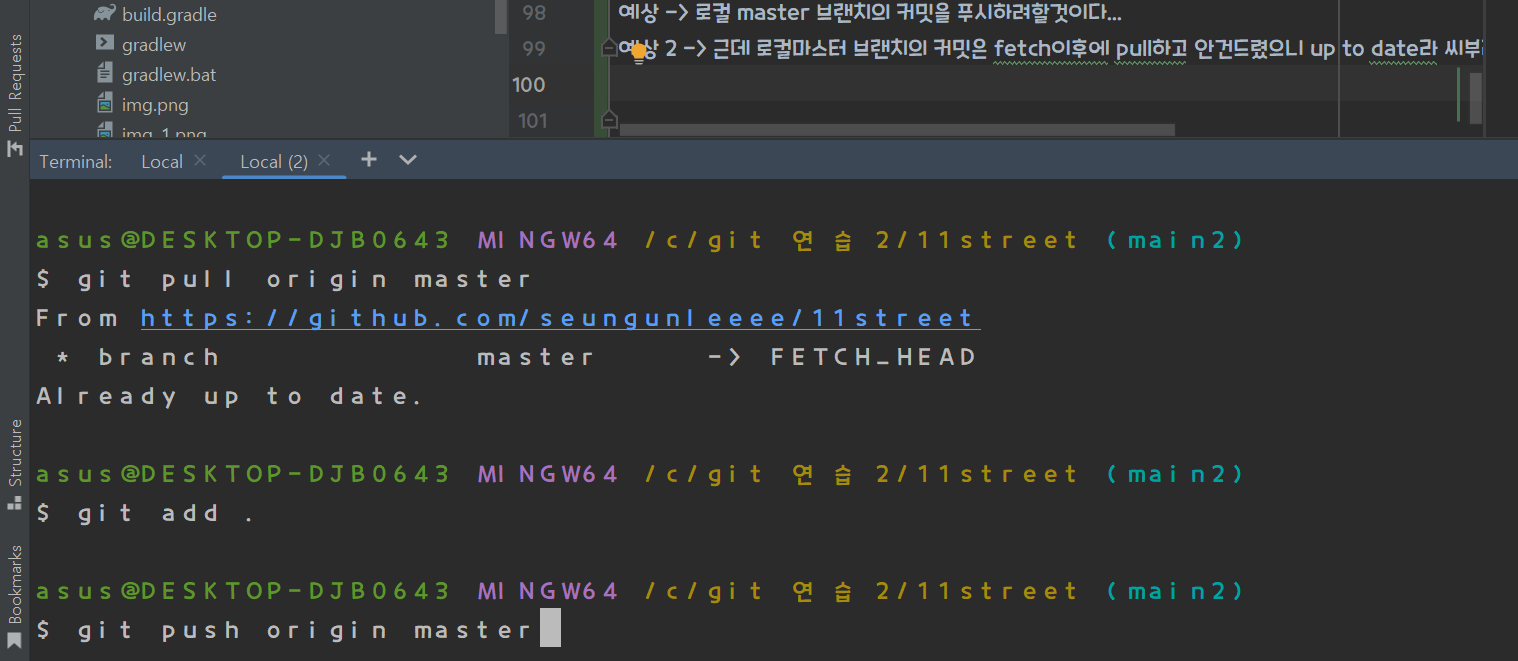 build.gradle
gradlew
gradlew.bat
img.png
img_1.png
Pull Requests
Structure
Bookmarks
98 예상 -> 로컬 master 브랜치의 커밋을 푸시하려할것이다...
99 예상 2 -> 근데 로컬마스터 브랜치의 커밋은 fetch이후에 pull하고 안건드렸으니 up to date라 씨부
100
101
Terminal: Local Local (2)
asus@DESKTOP-DJB0643 MINGW64 /c/git 연습 2/11street (main2)
$ git pull origin master
From https://github.com/seungunleeee/11street
* branch master -> FETCH_HEAD
Already up to date.
asus@DESKTOP-DJB0643 MINGW64 /c/git 연습 2/11street (main2)
$ git add .
asus@DESKTOP-DJB0643 MINGW64 /c/git 연습 2/11street (main2)
$ git push origin master